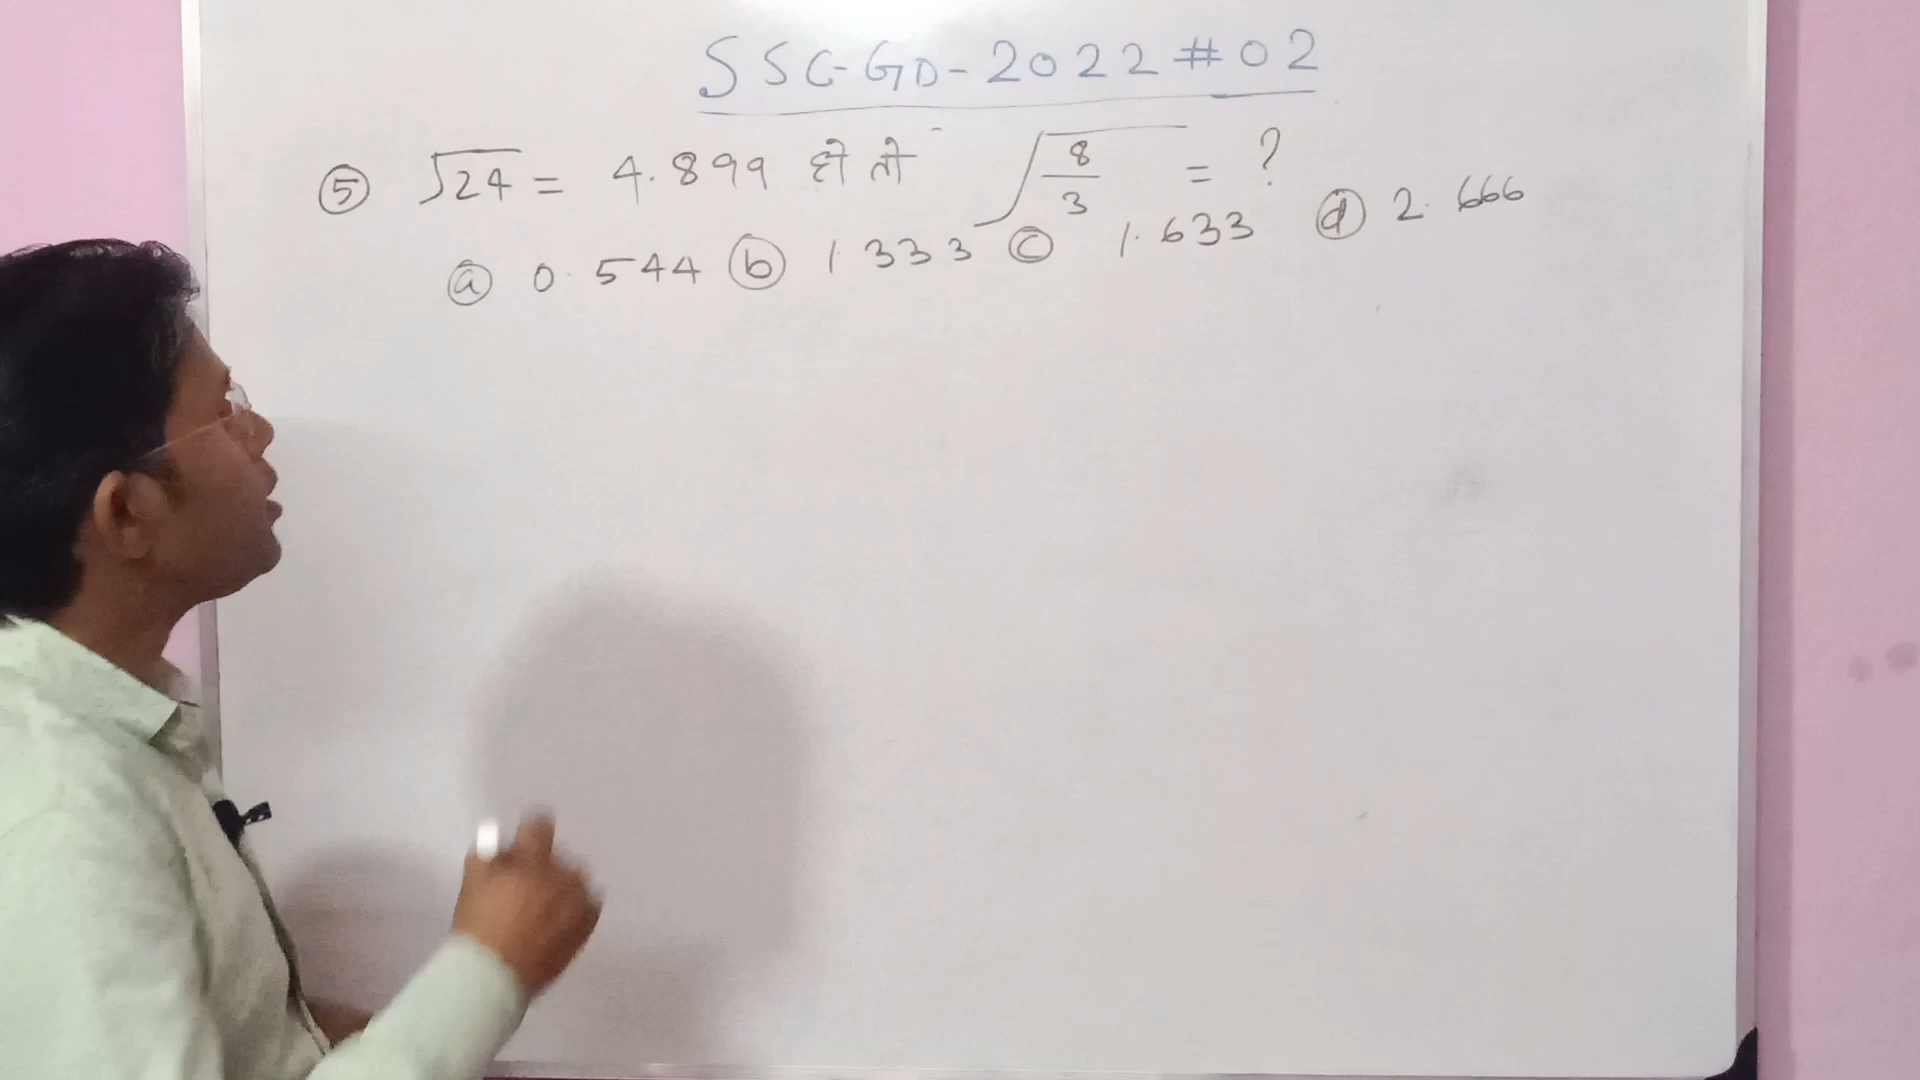 SSC-GD-2022#02
⑤ √24 = 4.899 हो तो √(8/3) = ?
ⓐ 0.544 ⓑ 1.333 ⓒ 1.633 ⓓ 2.666